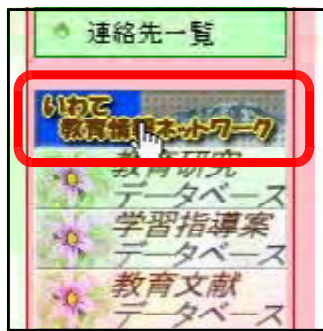 連絡先一覧
いわて
教育情報ネットワーク
教育研究
データベース
学習指導案
データベース
教育文献
データベース